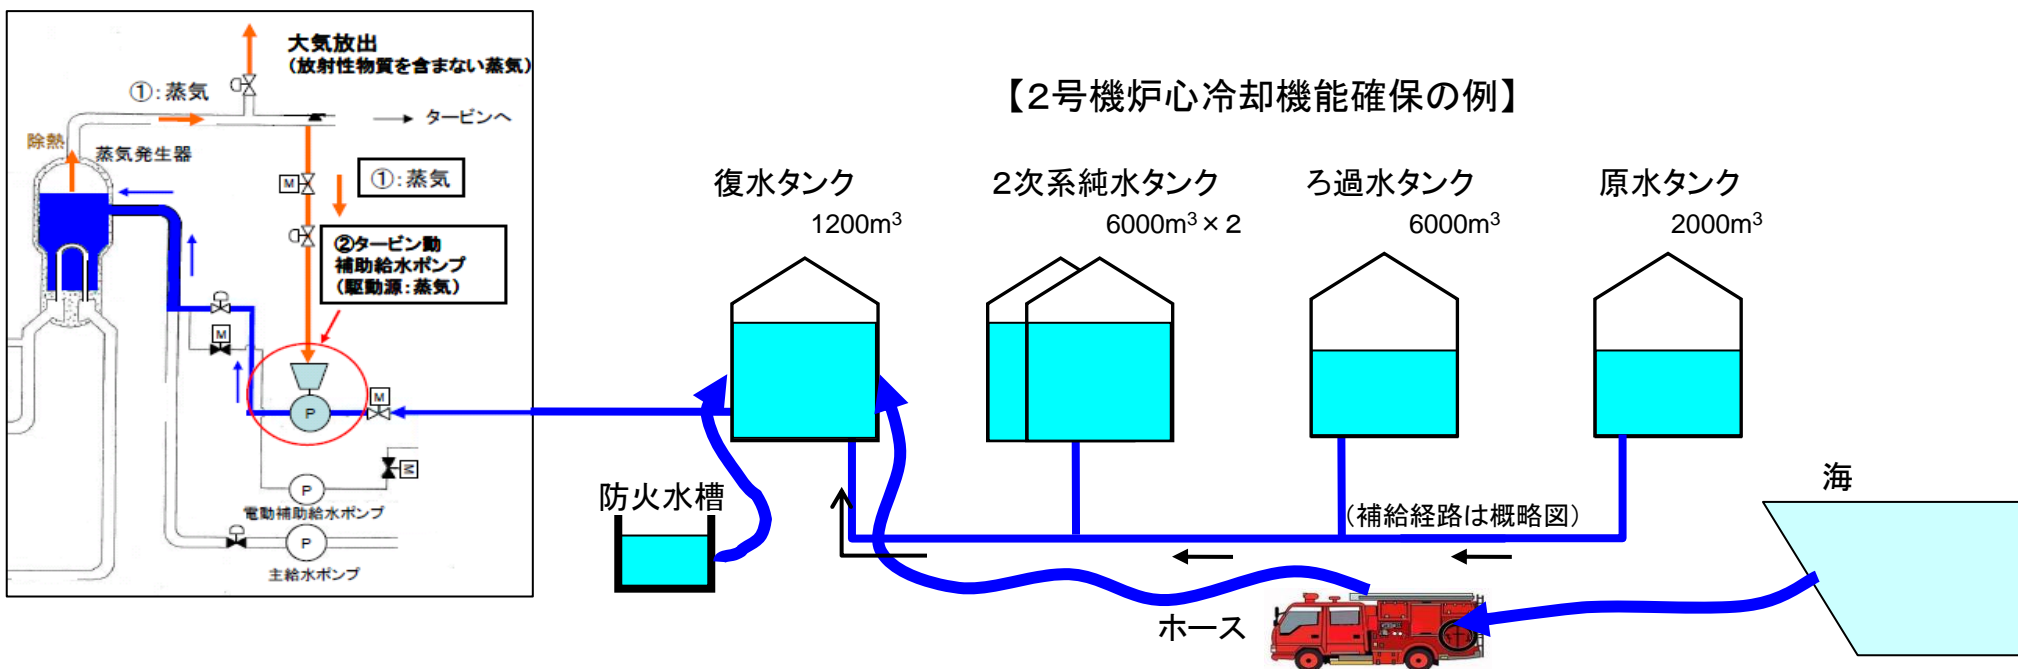 大気放出
（放射性物質を含まない蒸気）
①：蒸気
タービンへ
除熱
蒸気発生器
M
①：蒸気
②タービン動
補助給水ポンプ
（駆動源：蒸気）
M
M
P
M
P
電動補助給水ポンプ
P
主給水ポンプ
【２号機炉心冷却機能確保の例】
復水タンク
1200m³
２次系純水タンク
6000m³×２
ろ過水タンク
6000m³
原水タンク
2000m³
防火水槽
（補給経路は概略図）
海
ホース